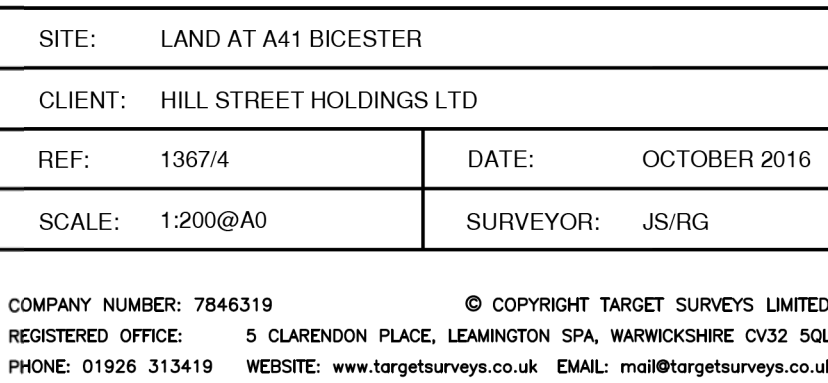 SITE: LAND AT A41 BICESTER
CLIENT: HILL STREET HOLDINGS LTD
REF: 1367/4 DATE: OCTOBER 2016
SCALE: 1:200@A0 SURVEYOR: JS/RG
COMPANY NUMBER: 7846319 © COPYRIGHT TARGET SURVEYS LIMITED
REGISTERED OFFICE: 5 CLARENDON PLACE, LEAMINGTON SPA, WARWICKSHIRE CV32 5QL
PHONE: 01926 313419 WEBSITE: www.targetsurveys.co.uk EMAIL: mail@targetsurveys.co.uk